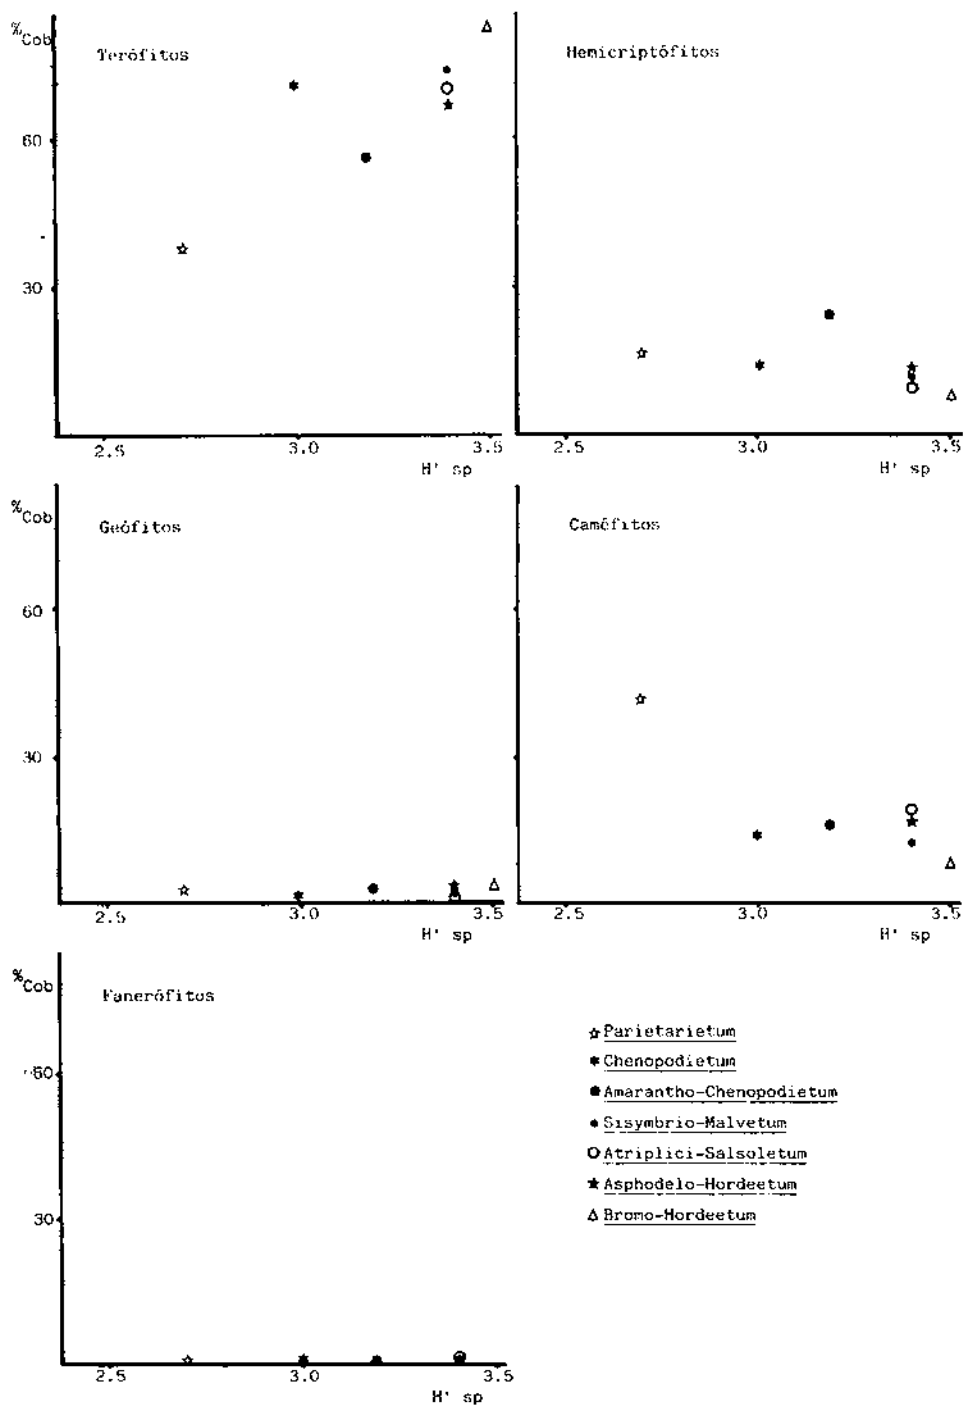 %Cob
Terófitos
60
30
2.5 3.0 3.5
H' sp
Hemicriptófitos
2.5 3.0 3.5
H' sp
%Cob
Geófitos
60
30
2.5 3.0 3.5
H' sp
Caméfitos
60
30
2.5 3.0 3.5
H' sp
%Cob
Fanerófitos
60
30
2.5 3.0 3.5
H' sp
Parietarietum
Chenopodietum
Amarantho-Chenopodietum
Sisymbrio-Malvetum
Atriplici-Salsoletum
Asphodelo-Hordeetum
Bromo-Hordeetum